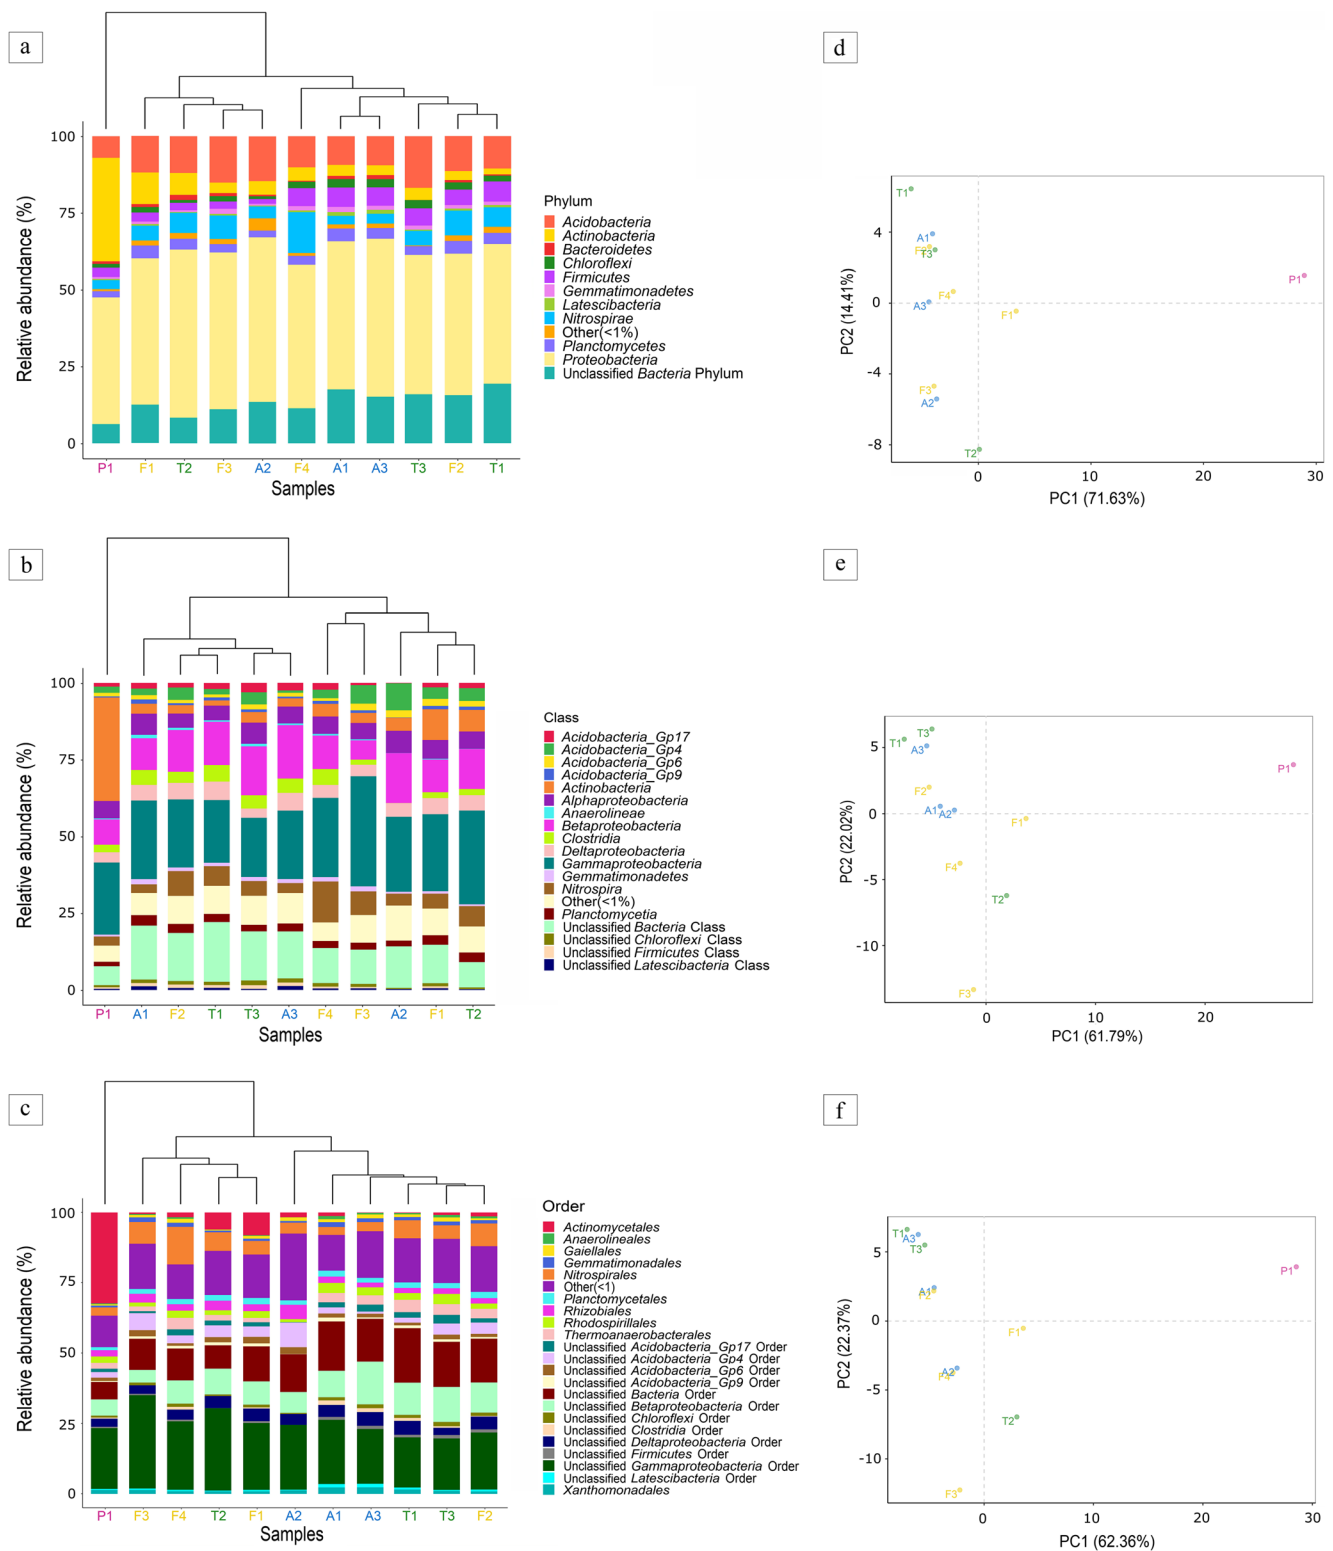 a
Relative abundance (%)
100
75
50
25
0
P1 F1 T2 F3 A2 F4 A1 A3 T3 F2 T1
Samples
Phylum
Acidobacteria
Actinobacteria
Bacteroidetes
Chloroflexi
Firmicutes
Gemmatimonadetes
Latescibacteria
Nitrospirae
Other(<1%)
Planctomycetes
Proteobacteria
Unclassified Bacteria Phylum
d
PC2 (14.41%)
4
0
-4
-8
T1
A1
F2
T3
F4
A3
F1
P1
F3
A2
T2
0 10 20 30
PC1 (71.63%)
b
Relative abundance (%)
100
75
50
25
0
P1 A1 F2 T1 T3 A3 F4 F3 A2 F1 T2
Samples
Class
Acidobacteria_Gp17
Acidobacteria_Gp4
Acidobacteria_Gp6
Acidobacteria_Gp9
Actinobacteria
Alphaproteobacteria
Anaerolineae
Betaproteobacteria
Clostridia
Deltaproteobacteria
Gammaproteobacteria
Gemmatimonadetes
Nitrospira
Other(<1%)
Planctomycetia
Unclassified Bacteria Class
Unclassified Chloroflexi Class
Unclassified Firmicutes Class
Unclassified Latescibacteria Class
e
PC2 (22.02%)
5
0
-5
-10
T3
T1
A3
P1
F2
A1
A2
F1
F4
T2
F3
0 10 20
PC1 (61.79%)
c
Relative abundance (%)
100
75
50
25
0
P1 F3 F4 T2 F1 A2 A1 A3 T1 T3 F2
Samples
Order
Actinomycetales
Anaerolineales
Gaiellales
Gemmatimonadales
Nitrospirales
Other(<1)
Planctomycetales
Rhizobiales
Rhodospirillales
Thermoanaerobacterales
Unclassified Acidobacteria_Gp17 Order
Unclassified Acidobacteria_Gp4 Order
Unclassified Acidobacteria_Gp6 Order
Unclassified Acidobacteria_Gp9 Order
Unclassified Bacteria Order
Unclassified Betaproteobacteria Order
Unclassified Chloroflexi Order
Unclassified Clostridia Order
Unclassified Deltaproteobacteria Order
Unclassified Firmicutes Order
Unclassified Gammaproteobacteria Order
Unclassified Latescibacteria Order
Xanthomonadales
f
PC2 (22.37%)
5
0
-5
-10
T1
A3
T3
P1
A1
F2
F1
A2
F4
T2
F3
0 10 20 30
PC1 (62.36%)